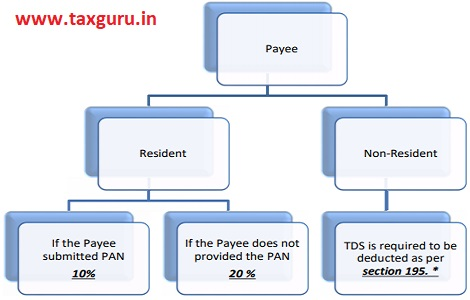 www.taxguru.in
Payee
Resident
Non-Resident
If the Payee
submitted PAN
10%
If the Payee does not
provided the PAN
20 %
TDS is required to be
deducted as per
section 195. *